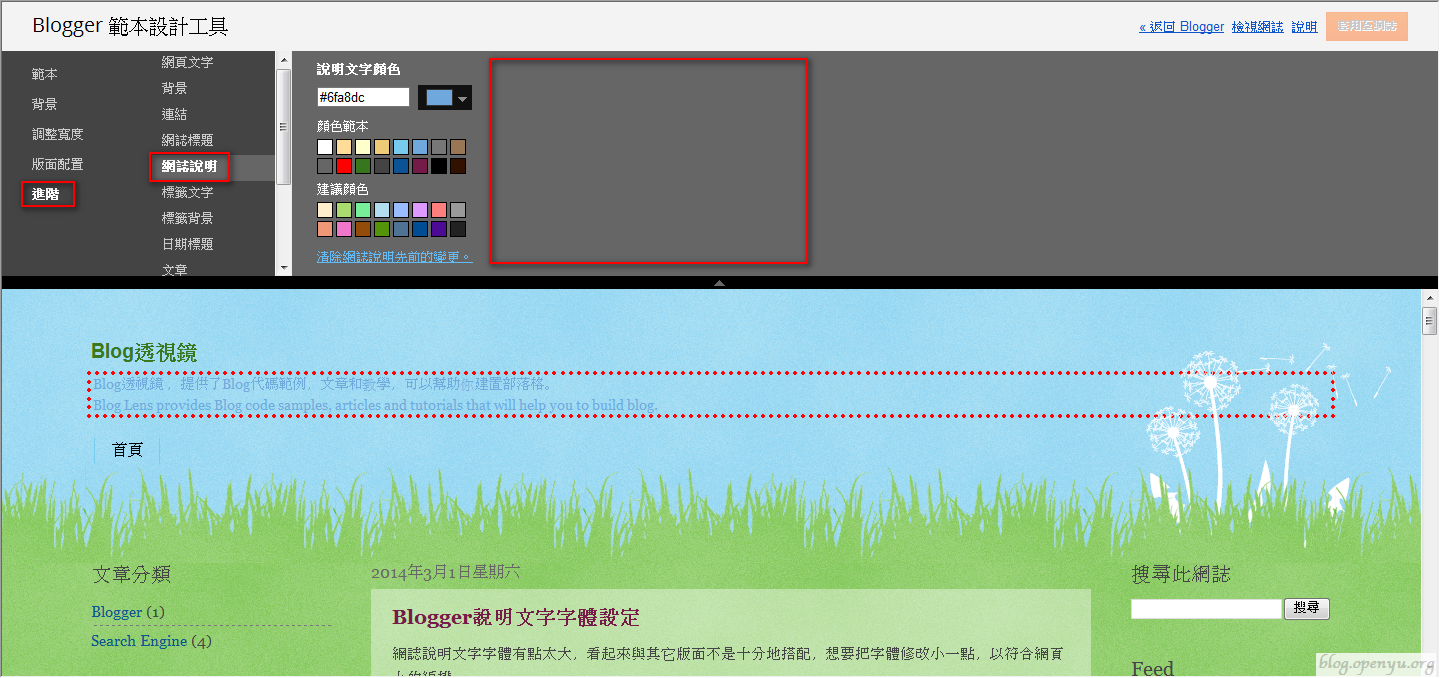 Blogger 範本設計工具
« 返回 Blogger 檢視網誌 說明 套用至網誌
範本
背景
調整寬度
版面配置
進階
網頁文字
背景
連結
網誌標題
網誌說明
標籤文字
標籤背景
日期標題
文章
說明文字顏色
#6fa8dc
顏色範本
建議顏色
清除網誌說明先前的變更。
Blog透視鏡
Blog透視鏡，提供了Blog代碼範例，文章和教學，可以幫助你建置部落格。
Blog Lens provides Blog code samples, articles and tutorials that will help you to build blog.
首頁
文章分類
Blogger (1)
Search Engine (4)
2014年3月1日星期六
Blogger說明文字字體設定
網誌說明文字字體有點太大，看起來與其它版面不是十分地搭配，想要把字體修改小一點，以符合網頁
搜尋此網誌
搜尋
Feed
blog.openyu.org